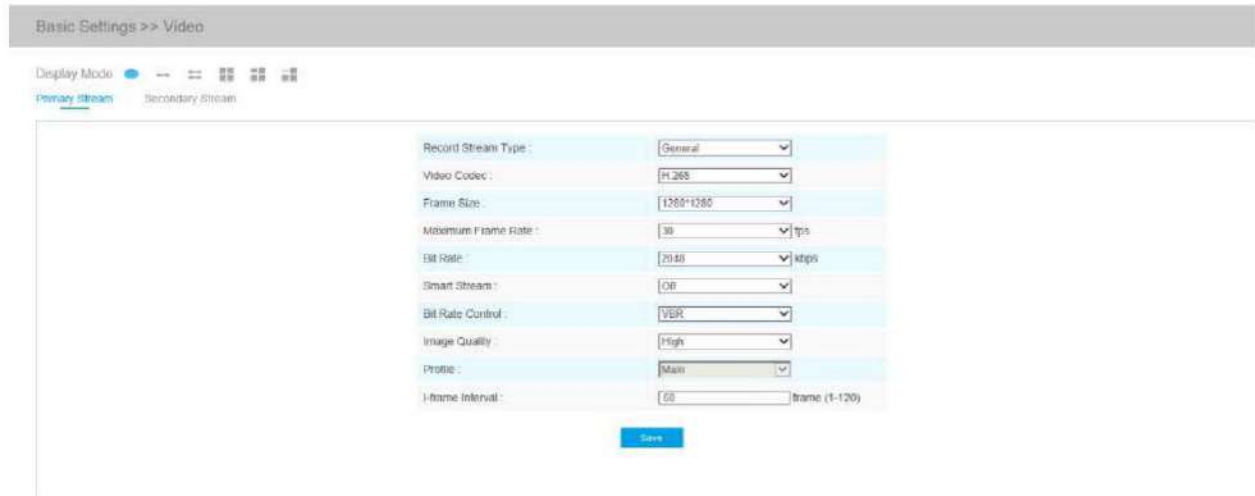 Basic Settings >> Video
Display Mode
Primary Stream Secondary Stream
Record Stream Type : General
Video Codec : H.265
Frame Size : 1280*1280
Maximum Frame Rate : 30 fps
Bit Rate : 2048 kbps
Smart Stream : Off
Bit Rate Control : VBR
Image Quality : High
Profile : Main
I-frame Interval : 60 frame (1-120)
Save